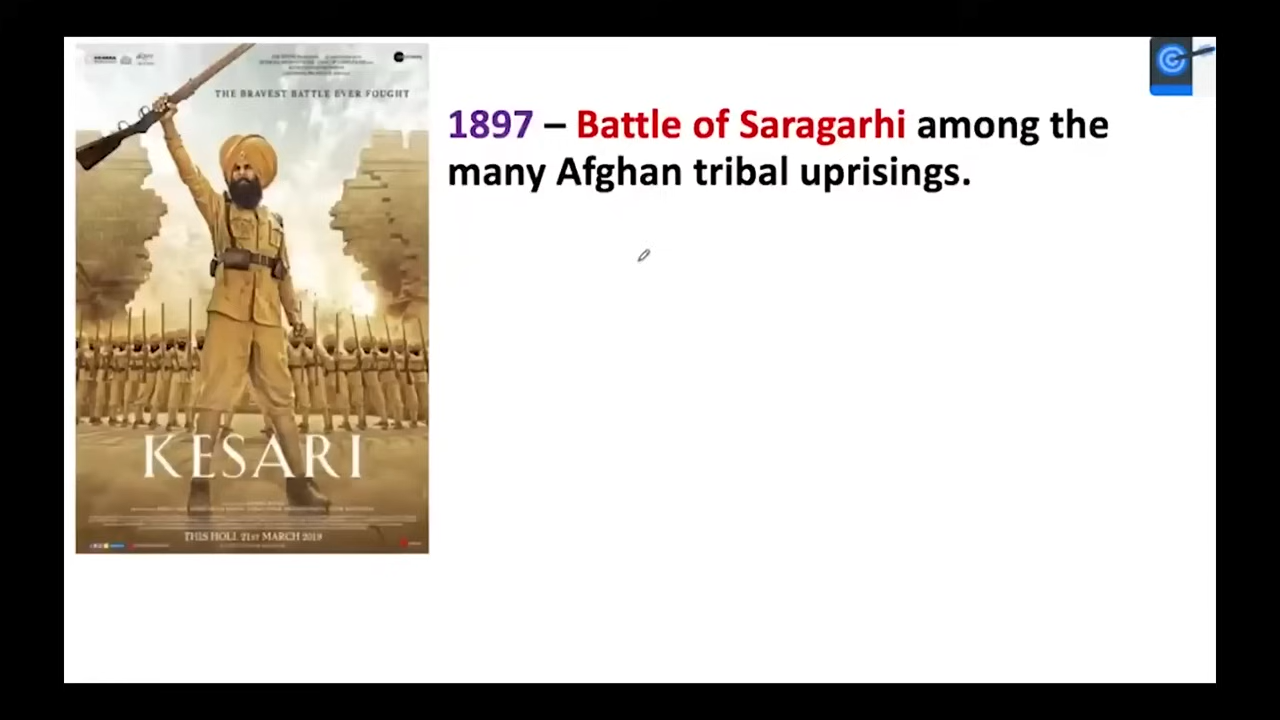 THE BRAVEST BATTLE EVER FOUGHT
1897 – Battle of Saragarhi among the
many Afghan tribal uprisings.
KESARI
THIS HOLI, 21ST MARCH 2019